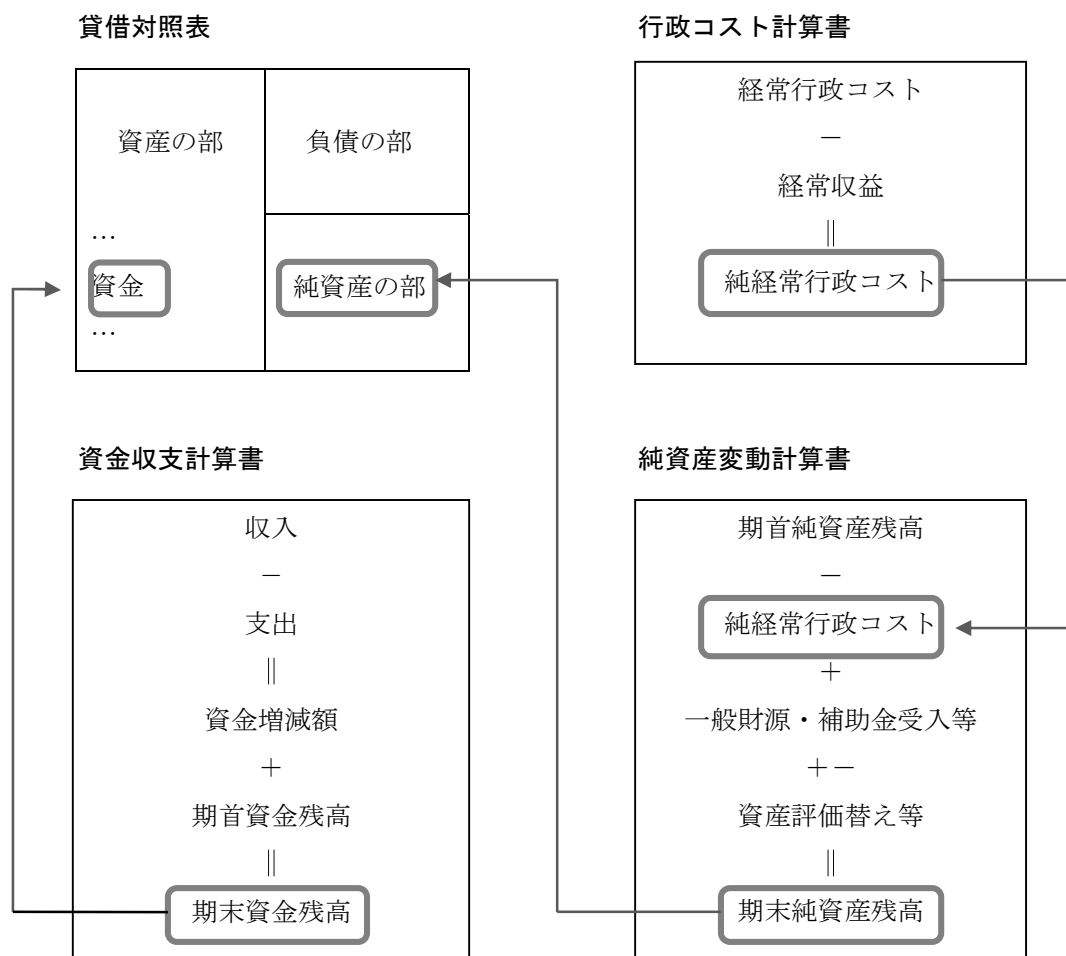 貸借対照表
資産の部
負債の部
…
資金
…
純資産の部
行政コスト計算書
経常行政コスト
－
経常収益
||
純経常行政コスト
資金収支計算書
収入
－
支出
||
資金増減額
＋
期首資金残高
||
期末資金残高
純資産変動計算書
期首純資産残高
－
純経常行政コスト
＋
一般財源・補助金受入等
＋－
資産評価替え等
||
期末純資産残高